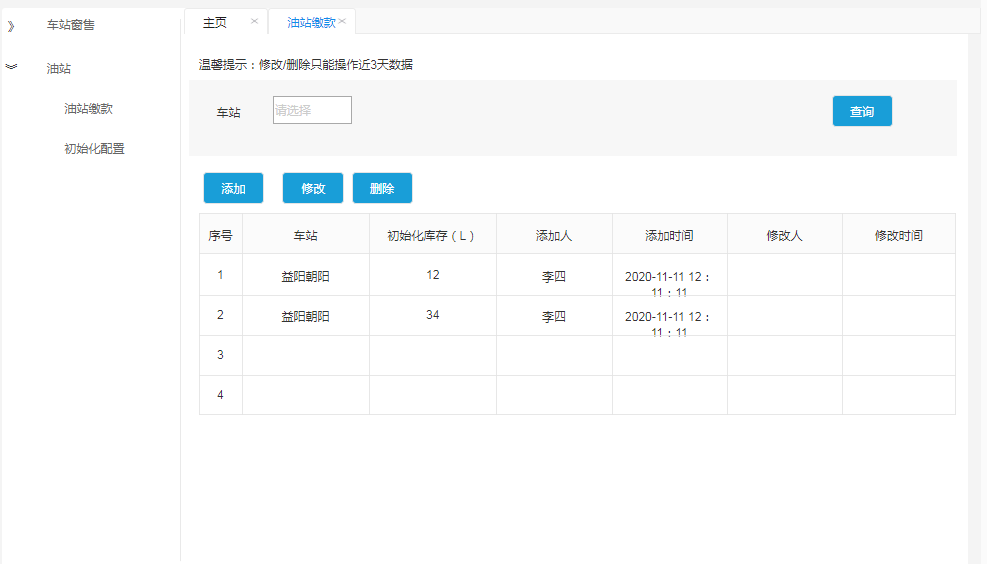 》 车站窗售
︾ 油站
油站缴款
初始化配置
主页 × 油站缴款 ×
温馨提示：修改/删除只能操作近3天数据
车站 请选择 查询
添加 修改 删除
序号 车站 初始化库存（L） 添加人 添加时间 修改人 修改时间
1 益阳朝阳 12 李四 2020-11-11 12：
11：11
2 益阳朝阳 34 李四 2020-11-11 12：
11：11
3
4